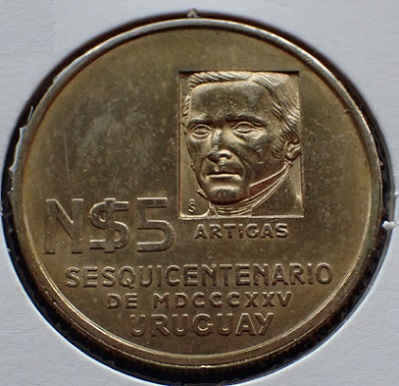 N$5
ARTIGAS
SESQUICENTENARIO
DE MDCCCXXV
URUGUAY